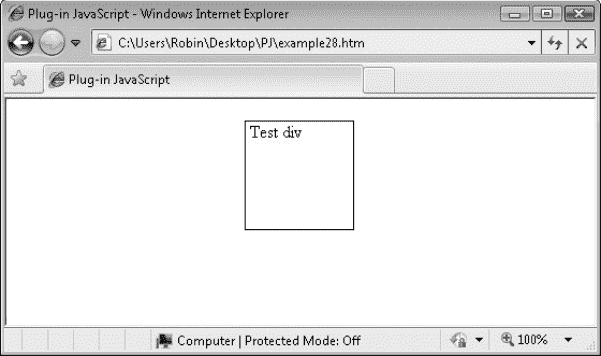 Plug-in JavaScript - Windows Internet Explorer
C:\Users\Robin\Desktop\PJ\example28.htm
Plug-in JavaScript
Test div
Computer | Protected Mode: Off
100%